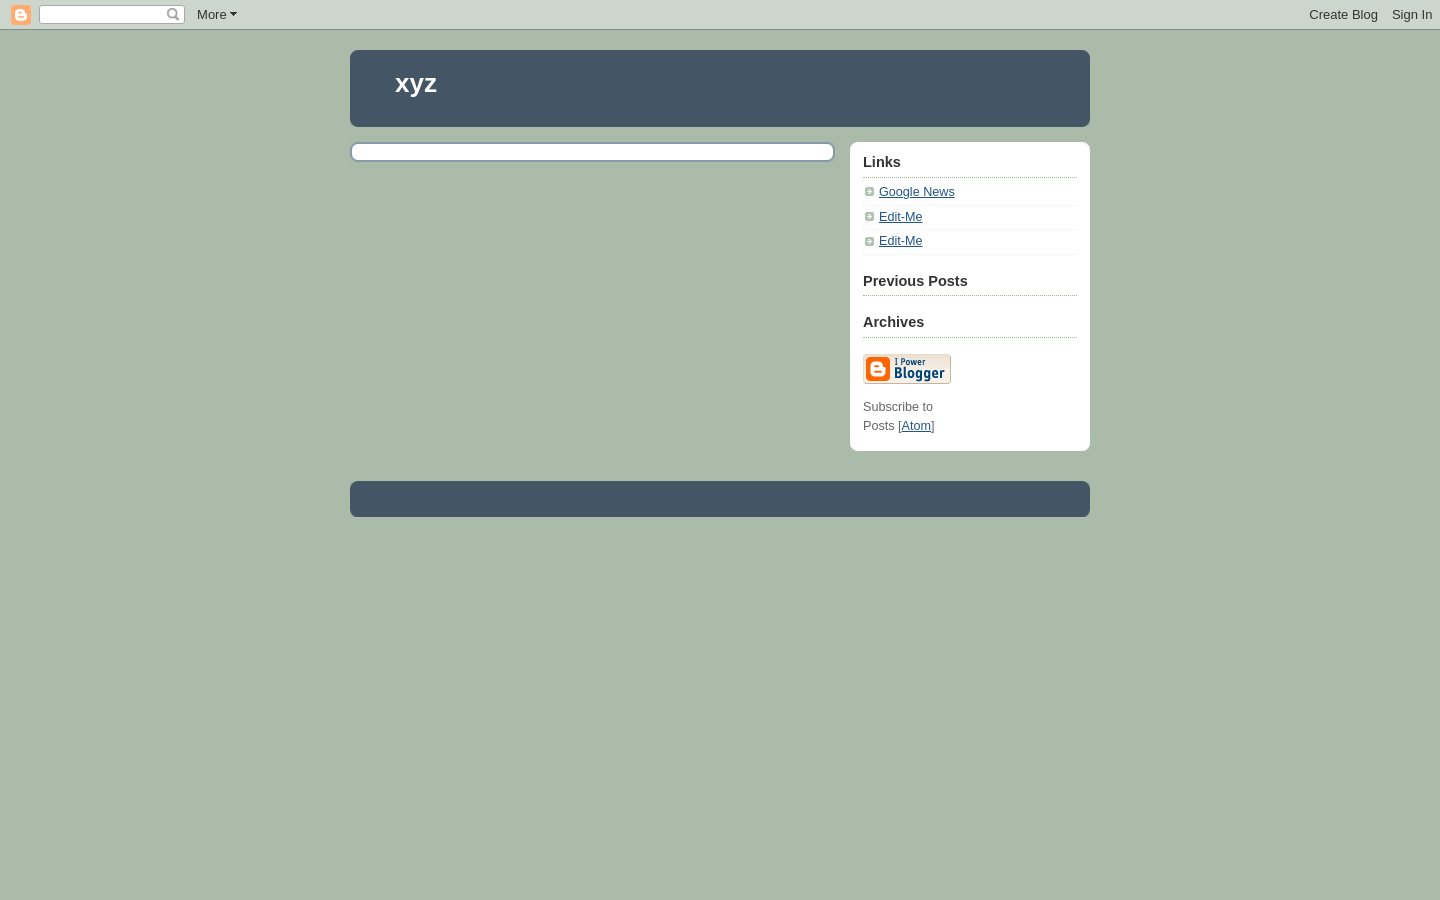 More
Create Blog
Sign In
xyz
Links
Google News
Edit-Me
Edit-Me
Previous Posts
Archives
I Power
Blogger
Subscribe to
Posts [Atom]